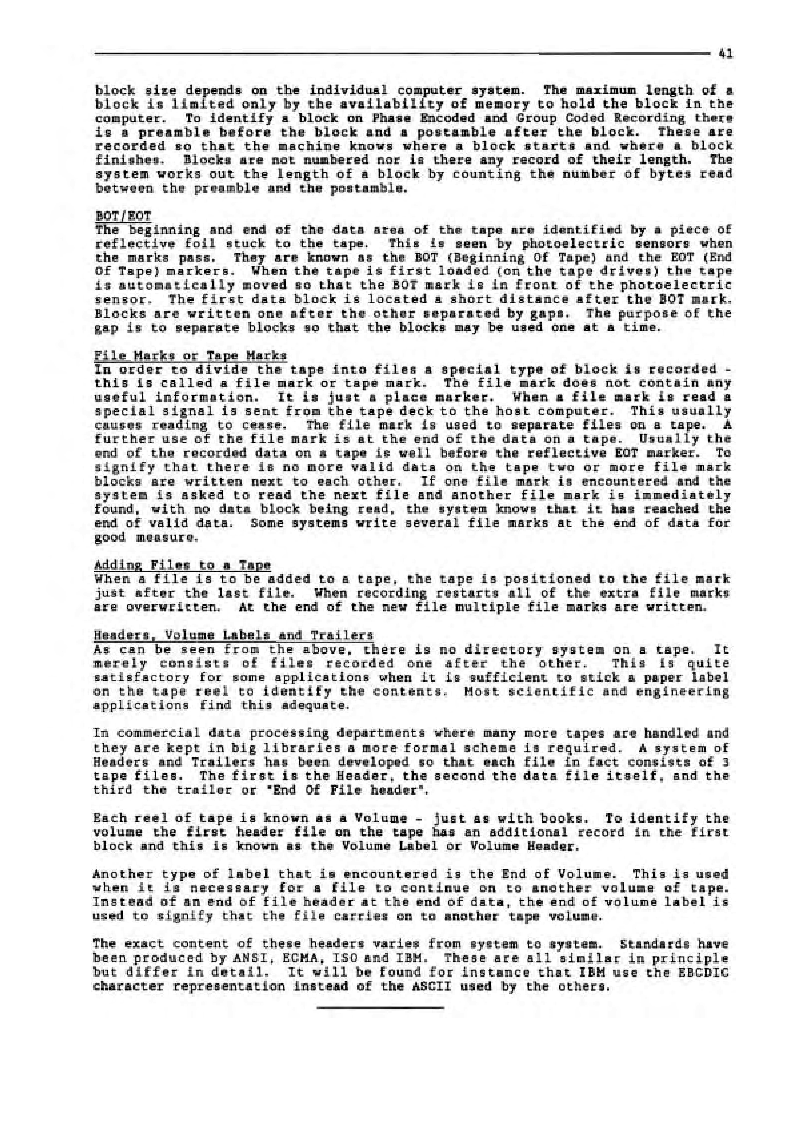 41
block size depends on the individual computer system. The maximum length of a
block is limited only by the availability of memory to hold the block in the
computer. To identify a block on Phase Encoded and Group Coded Recording there
is a preamble before the block and a postamble after the block. These are
recorded so that the machine knows where a block starts and where a block
finishes. Blocks are not numbered nor is there any record of their length. The
system works out the length of a block by counting the number of bytes read
between the preamble and the postamble.
BOT/EOT
The beginning and end of the data area of the tape are identified by a piece of
reflective foil stuck to the tape. This is seen by photoelectric sensors when
the marks pass. They are known as the BOT (Beginning Of Tape) and the EOT (End
Of Tape) markers. When the tape is first loaded (on the tape drives) the tape
is automatically moved so that the BOT mark is in front of the photoelectric
sensor. The first data block is located a short distance after the BOT mark.
Blocks are written one after the other separated by gaps. The purpose of the
gap is to separate blocks so that the blocks may be used one at a time.
File Marks or Tape Marks
In order to divide the tape into files a special type of block is recorded -
this is called a file mark or tape mark. The file mark does not contain any
useful information. It is just a place marker. When a file mark is read a
special signal is sent from the tape deck to the host computer. This usually
causes reading to cease. The file mark is used to separate files on a tape. A
further use of the file mark is at the end of the data on a tape. Usually the
end of the recorded data on a tape is well before the reflective EOT marker. To
signify that there is no more valid data on the tape two or more file mark
blocks are written next to each other. If one file mark is encountered and the
system is asked to read the next file and another file mark is immediately
found, with no data block being read, the system knows that it has reached the
end of valid data. Some systems write several file marks at the end of data for
good measure.
Adding Files to a Tape
When a file is to be added to a tape, the tape is positioned to the file mark
just after the last file. When recording restarts all of the extra file marks
are overwritten. At the end of the new file multiple file marks are written.
Headers, Volume Labels and Trailers
As can be seen from the above, there is no directory system on a tape. It
merely consists of files recorded one after the other. This is quite
satisfactory for some applications when it is sufficient to stick a paper label
on the tape reel to identify the contents. Most scientific and engineering
applications find this adequate.
In commercial data processing departments where many more tapes are handled and
they are kept in big libraries a more formal scheme is required. A system of
Headers and Trailers has been developed so that each file in fact consists of 3
tape files. The first is the Header, the second the data file itself, and the
third the trailer or "End Of File header".
Each reel of tape is known as a Volume - just as with books. To identify the
volume the first header file on the tape has an additional record in the first
block and this is known as the Volume Label or Volume Header.
Another type of label that is encountered is the End of Volume. This is used
when it is necessary for a file to continue on to another volume of tape.
Instead of an end of file header at the end of data, the end of volume label is
used to signify that the file carries on to another tape volume.
The exact content of these headers varies from system to system. Standards have
been produced by ANSI, ECMA, ISO and IBM. These are all similar in principle
but differ in detail. It will be found for instance that IBM use the EBCDIC
character representation instead of the ASCII used by the others.